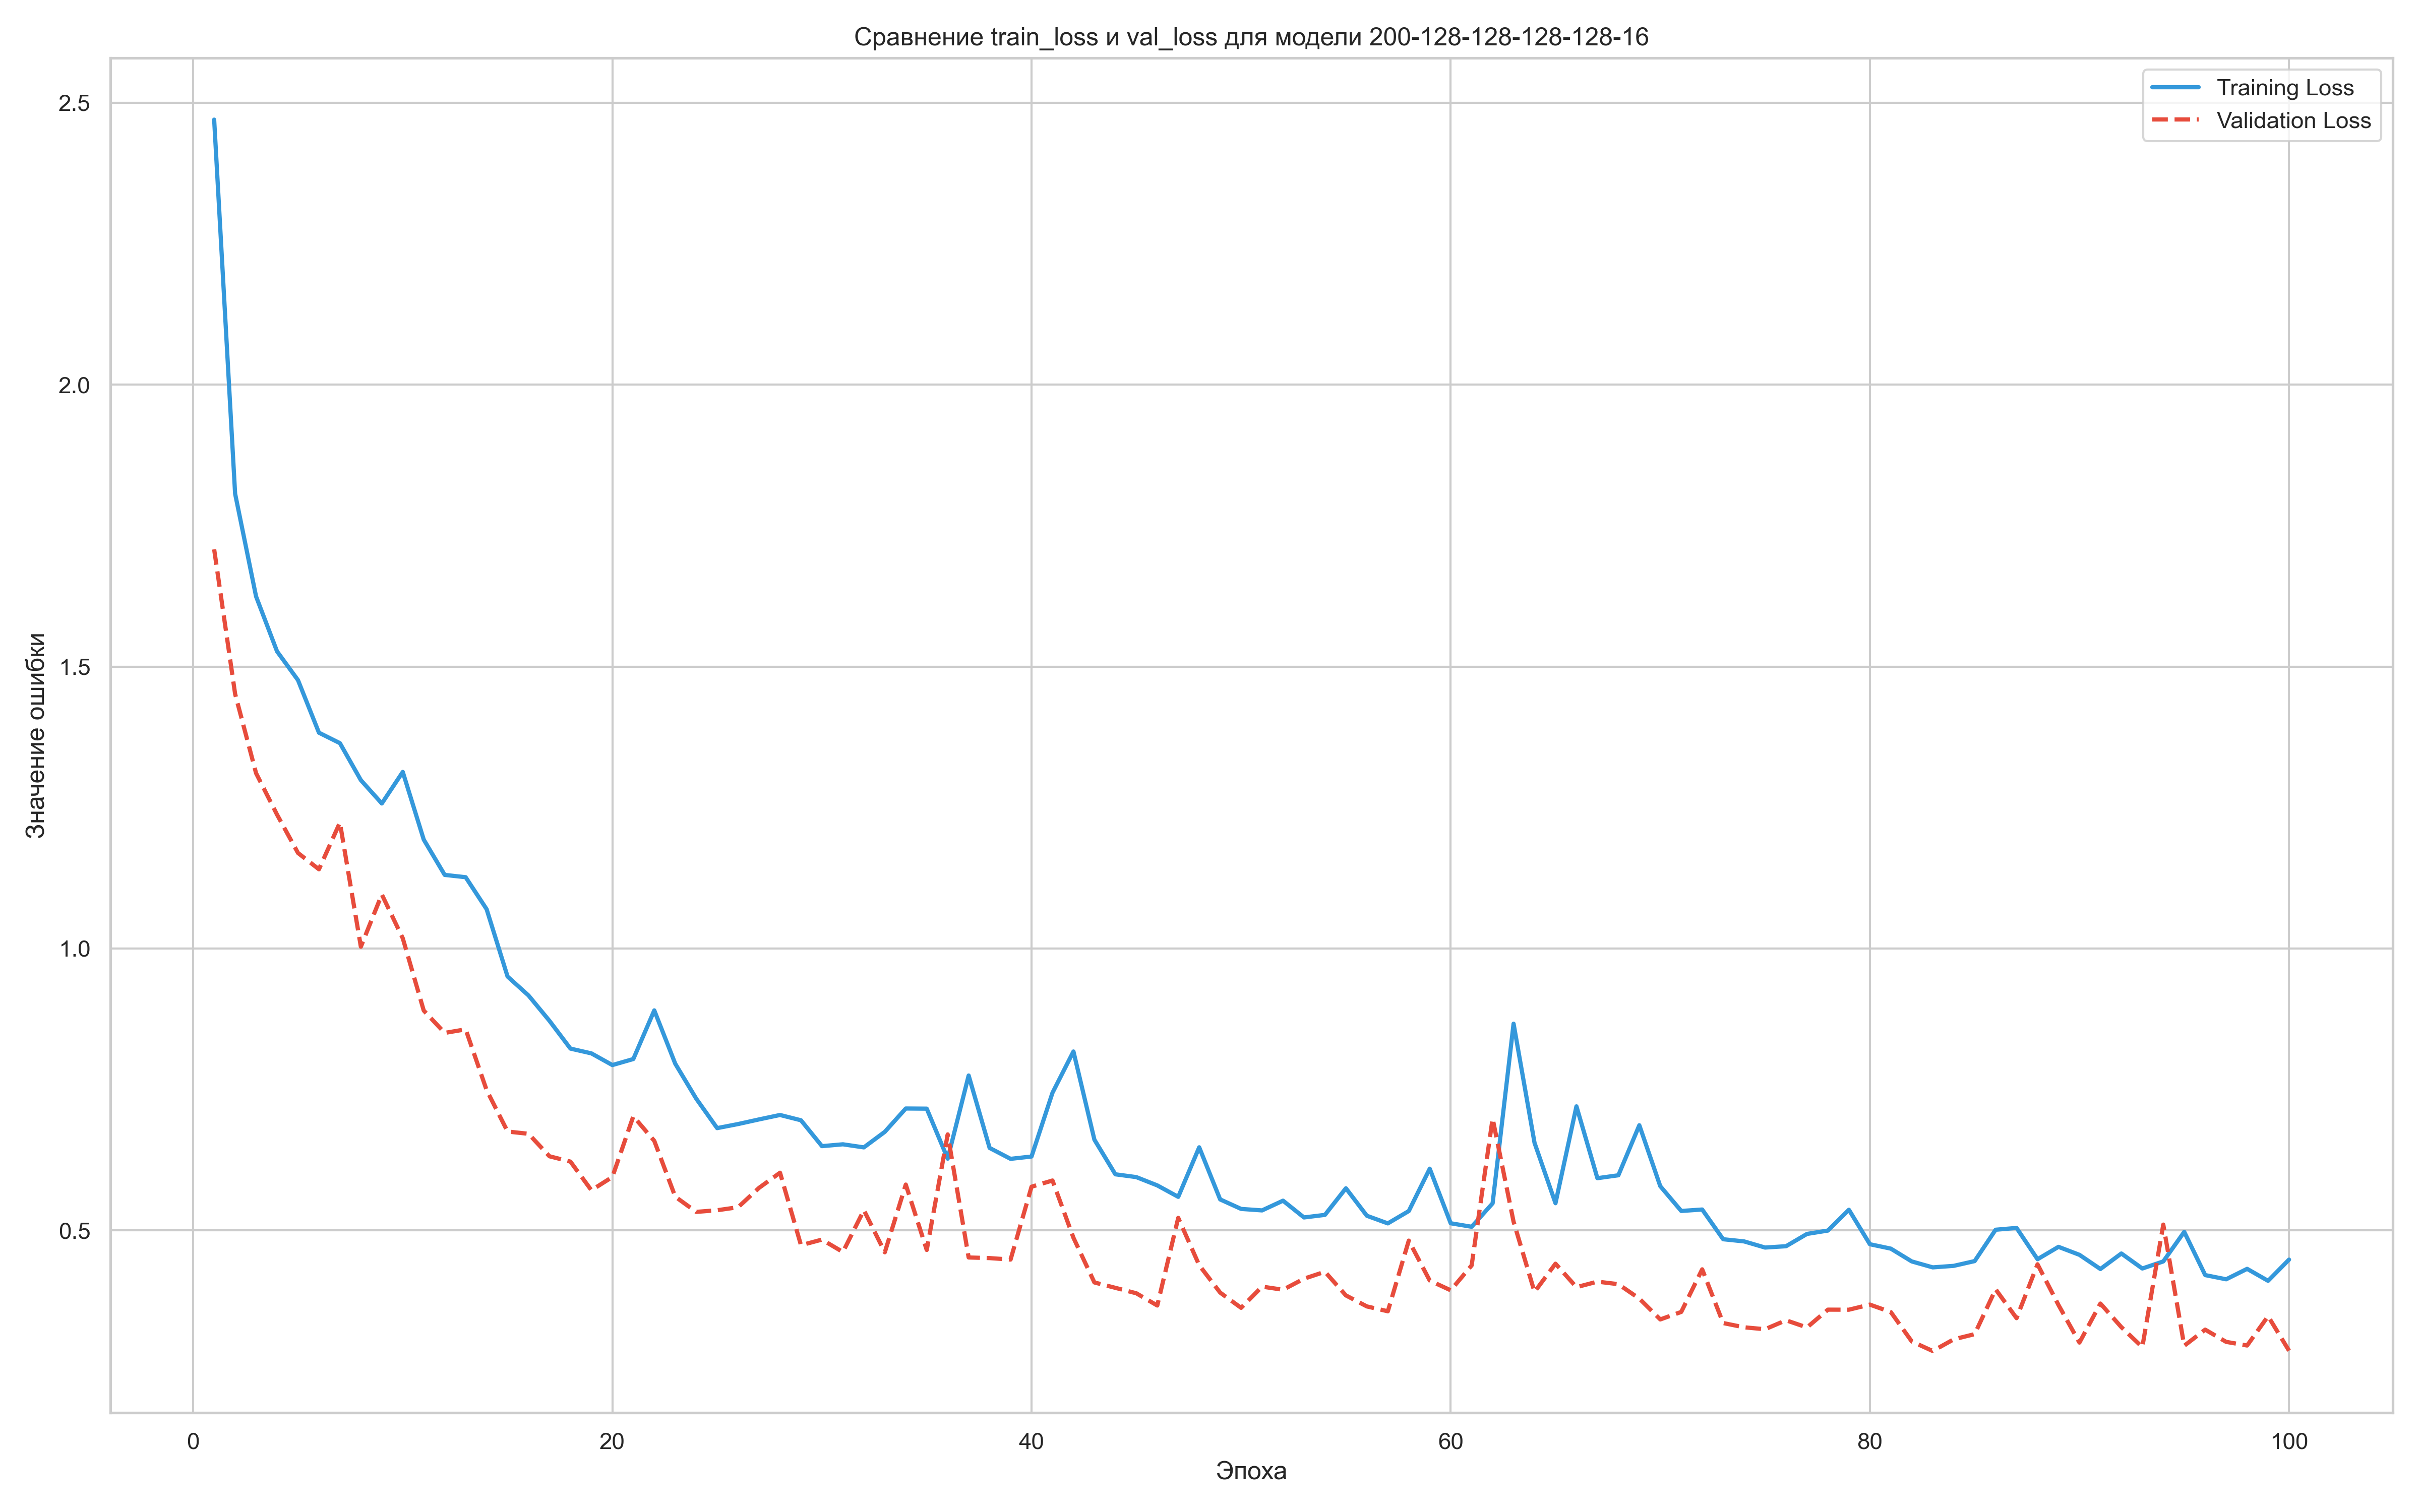 Сравнение train_loss и val_loss для модели 200-128-128-128-128-16
Training Loss
Validation Loss
Значение ошибки
2.5
2.0
1.5
1.0
0.5
0
20
40
60
80
100
Эпоха